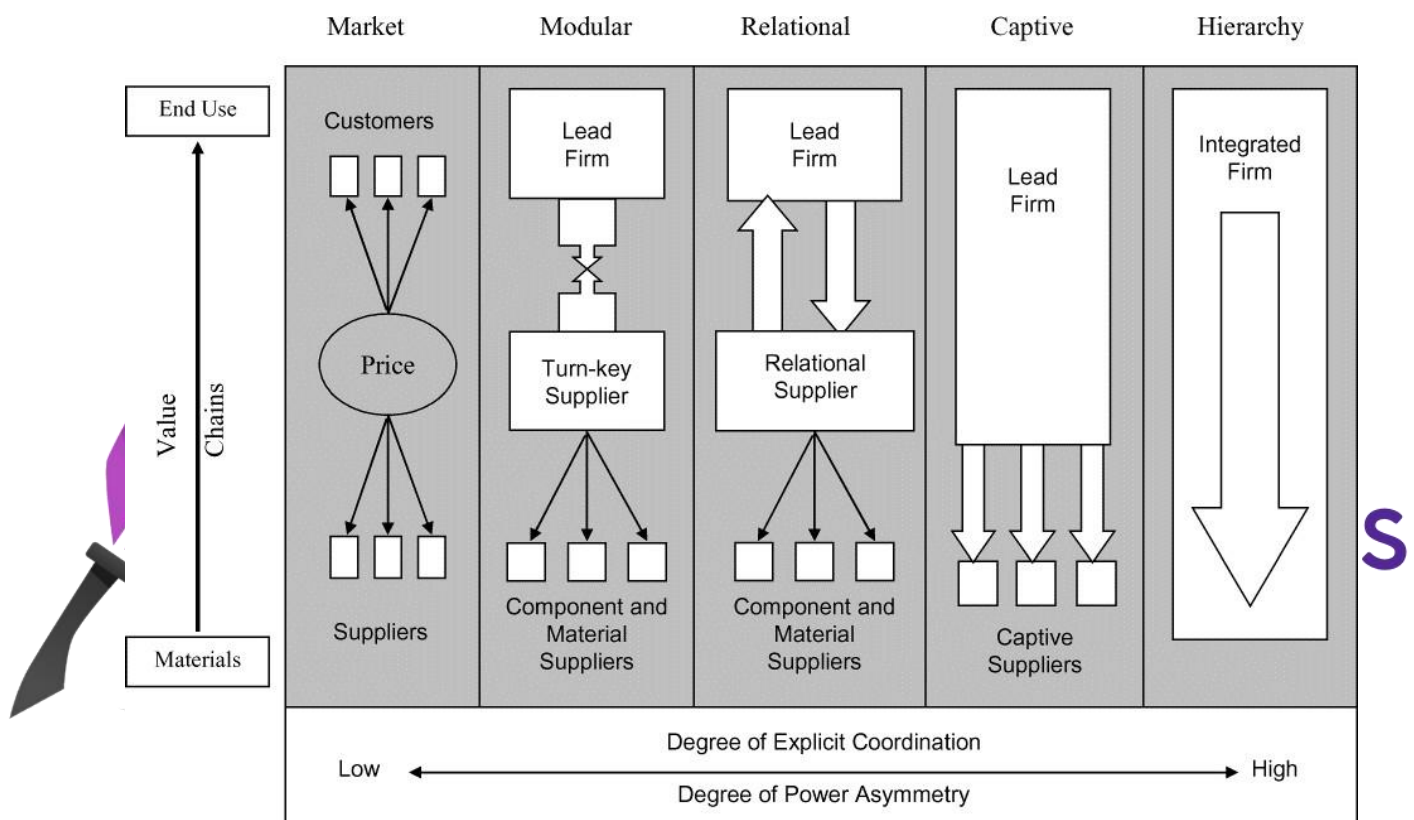 Market
Modular
Relational
Captive
Hierarchy
End Use
Value
Chains
Materials
Customers
Price
Suppliers
Lead
Firm
Turn-key
Supplier
Component and
Material
Suppliers
Lead
Firm
Relational
Supplier
Component and
Material
Suppliers
Lead
Firm
Captive
Suppliers
Integrated
Firm
Degree of Explicit Coordination
Low
High
Degree of Power Asymmetry
S